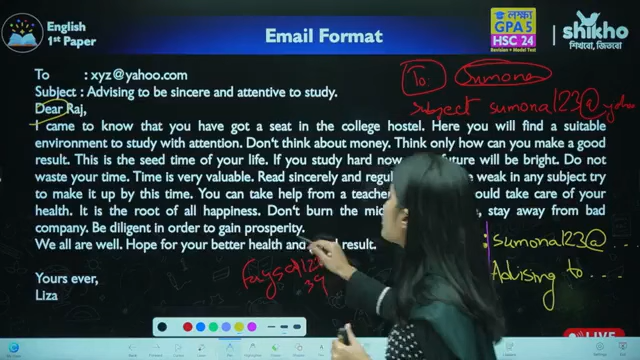 English
1st Paper
Email Format
লক্ষ্য
GPA 5
HSC 24
Revision + Model Test
shikho
শিখবো, জিতবো
To : xyz@yahoo.com
Subject : Advising to be sincere and attentive to study.
Dear Raj,
I came to know that you have got a seat in the college hostel. Here you will find a suitable
environment to study with attention. Don't think about money. Think only how can you make a good
result. This is the seed time of your life. If you study hard now future will be bright. Do not
waste your time. Time is very valuable. Read sincerely and regu weak in any subject try
to make it up by this time. You can take help from a teacher ould take care of your
health. It is the root of all happiness. Don't burn the mid stay away from bad
company. Be diligent in order to gain prosperity.
We all are well. Hope for your better health and result.
Yours ever,
Liza
To: Sumona
Subject sumona123@
sumona123@...
Advising to ....
LIVE